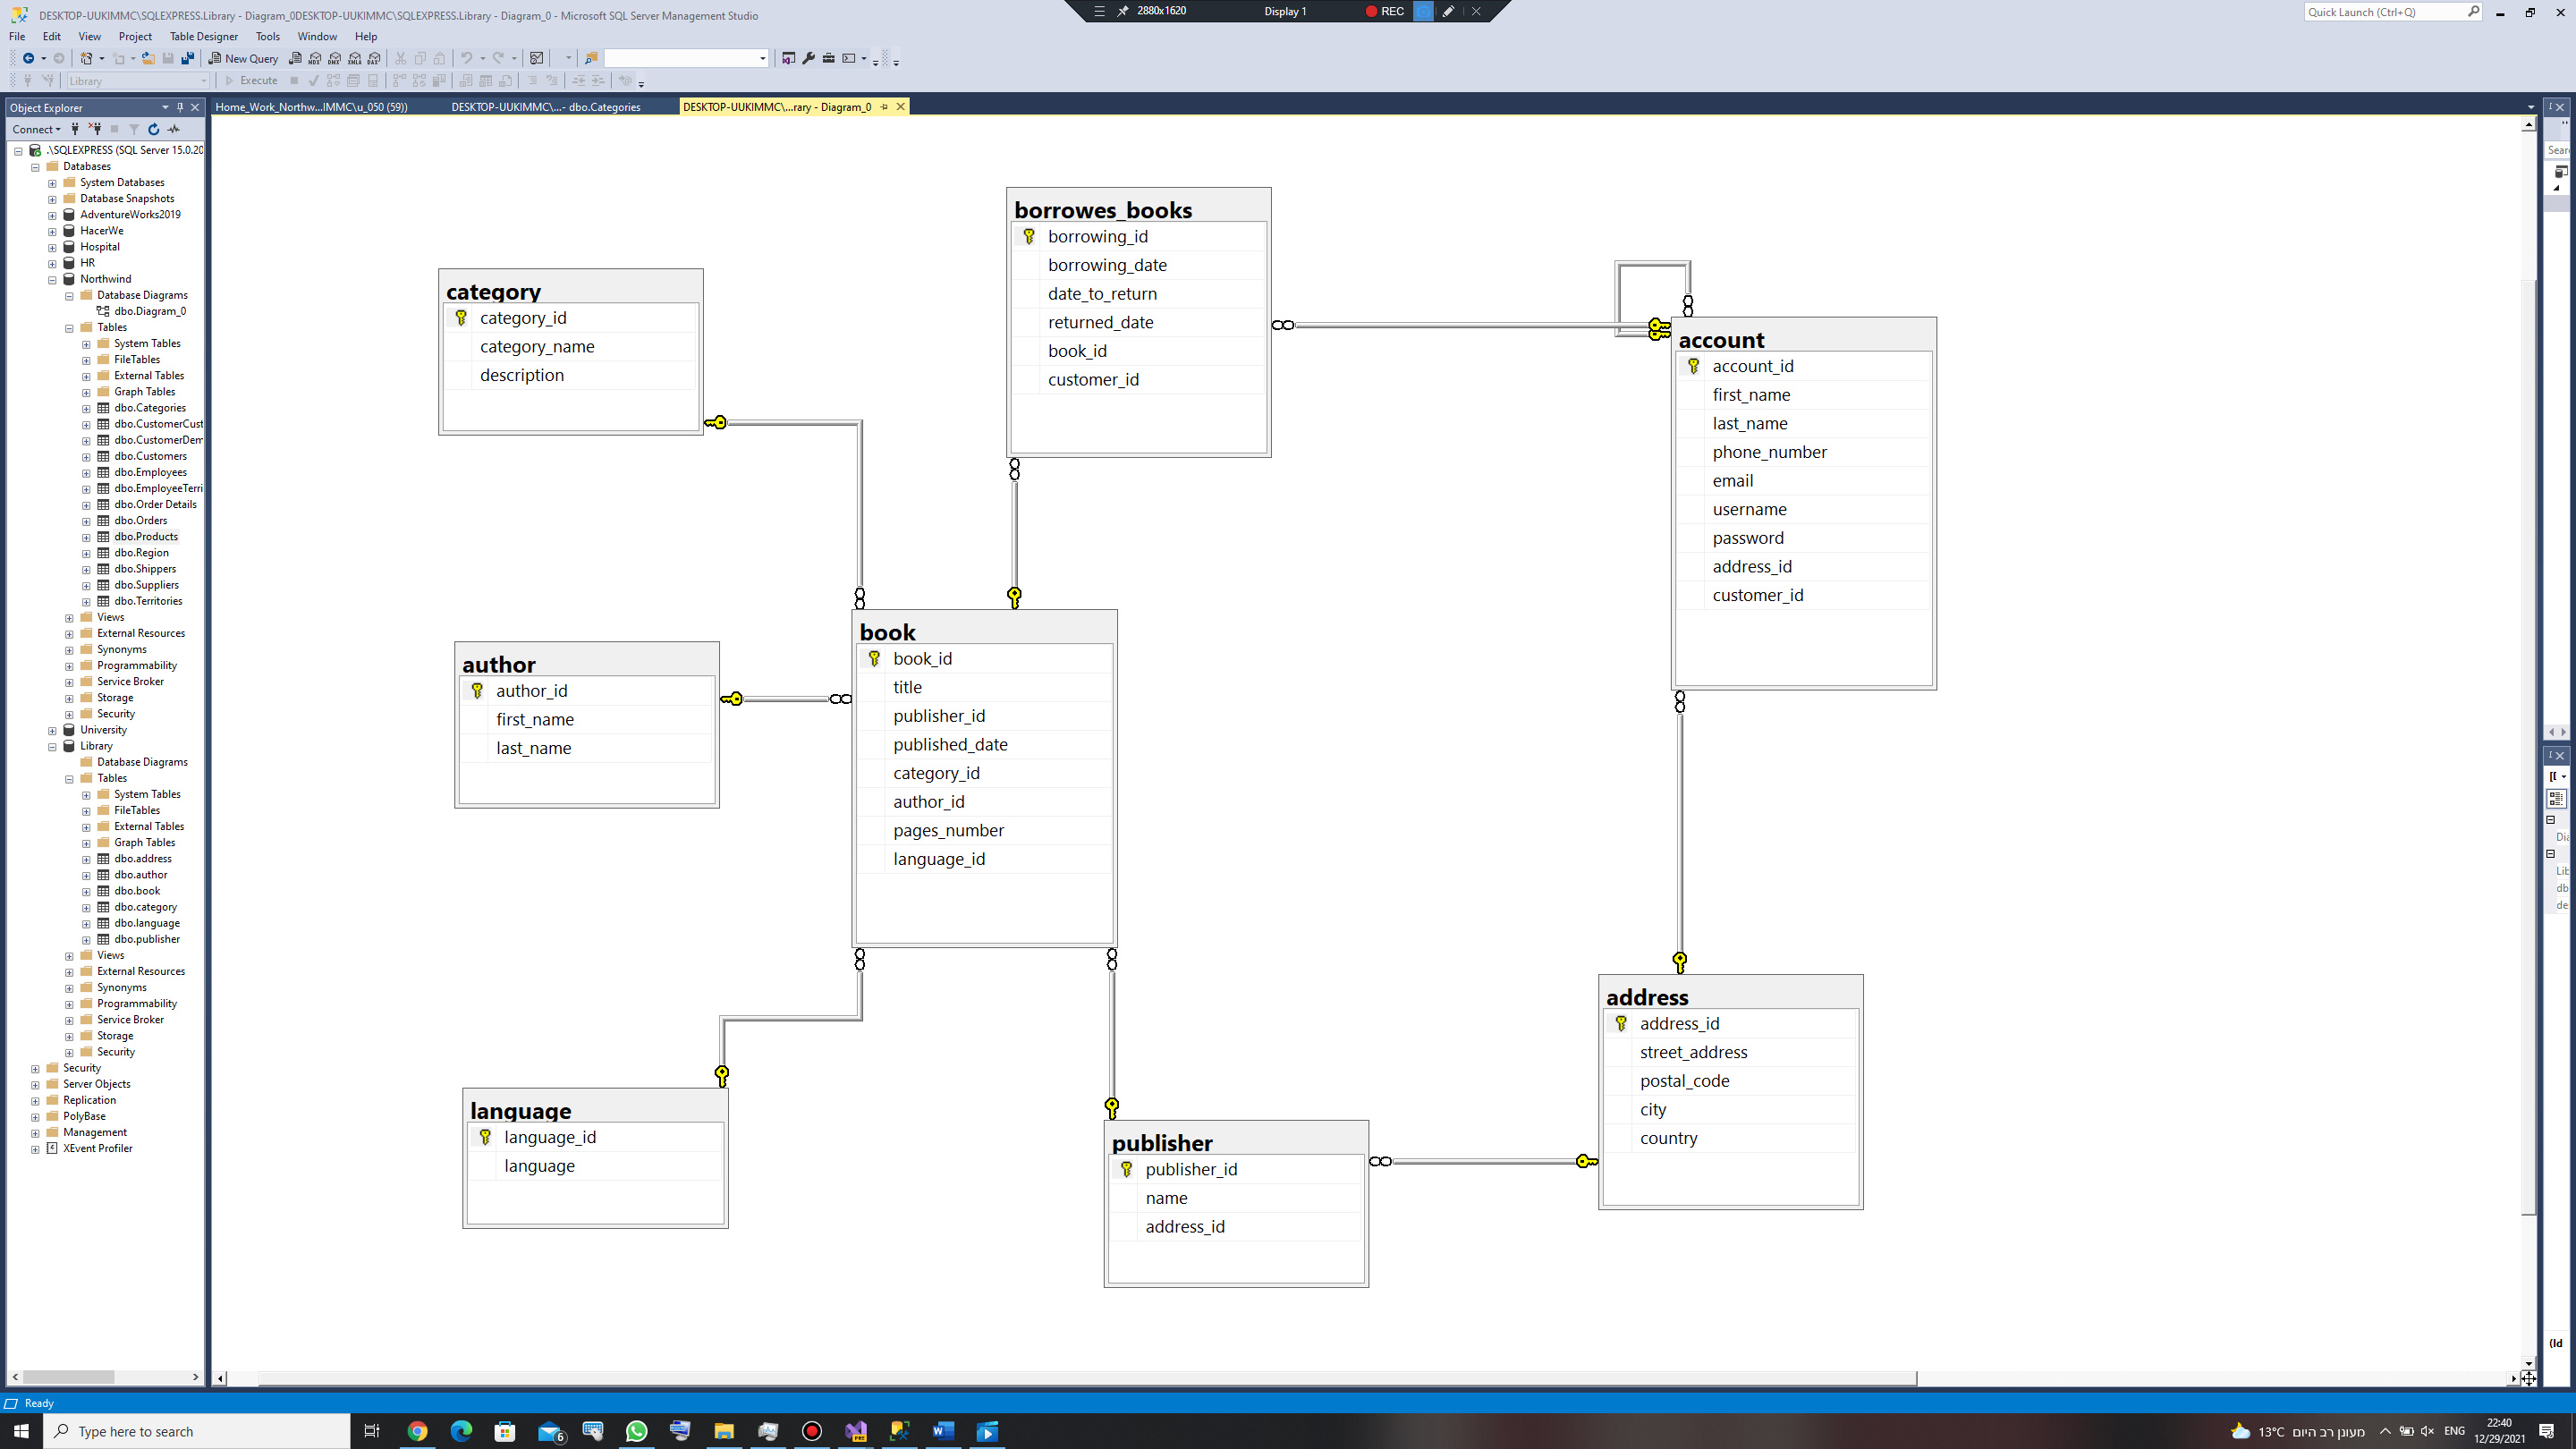 DESKTOP-UUKIMMC\SQLEXPRESS.Library - Diagram_0DESKTOP-UUKIMMC\SQLEXPRESS.Library - Diagram_0 - Microsoft SQL Server Management Studio
2880x1620 Display 1 REC
Quick Launch (Ctrl+Q)
File Edit View Project Table Designer Tools Window Help
New Query
Library Execute
Object Explorer
Home_Work_Northw...IMMC\u_050 (59)) DESKTOP-UUKIMMC\...- dbo.Categories DESKTOP-UUKIMMC\...rary - Diagram_0
Connect
.\SQLEXPRESS (SQL Server 15.0.20
Databases
System Databases
Database Snapshots
AdventureWorks2019
HacerWe
Hospital
HR
Northwind
Database Diagrams
dbo.Diagram_0
Tables
System Tables
FileTables
External Tables
Graph Tables
dbo.Categories
dbo.CustomerCust
dbo.CustomerDem
dbo.Customers
dbo.Employees
dbo.EmployeeTerri
dbo.Order Details
dbo.Orders
dbo.Products
dbo.Region
dbo.Shippers
dbo.Suppliers
dbo.Territories
Views
External Resources
Synonyms
Programmability
Service Broker
Storage
Security
University
Library
Database Diagrams
Tables
System Tables
FileTables
External Tables
Graph Tables
dbo.address
dbo.author
dbo.book
dbo.category
dbo.language
dbo.publisher
Views
External Resources
Synonyms
Programmability
Service Broker
Storage
Security
Security
Server Objects
Replication
PolyBase
Management
XEvent Profiler
category
category_id
category_name
description
borrowes_books
borrowing_id
borrowing_date
date_to_return
returned_date
book_id
customer_id
account
account_id
first_name
last_name
phone_number
email
username
password
address_id
customer_id
author
author_id
first_name
last_name
book
book_id
title
publisher_id
published_date
category_id
author_id
pages_number
language_id
language
language_id
language
publisher
publisher_id
name
address_id
address
address_id
street_address
postal_code
city
country
Sear
Dia
Lib
db
de
(Id
Ready
Type here to search
6
13°C מעונן רב היום
ENG
22:40
12/29/2021